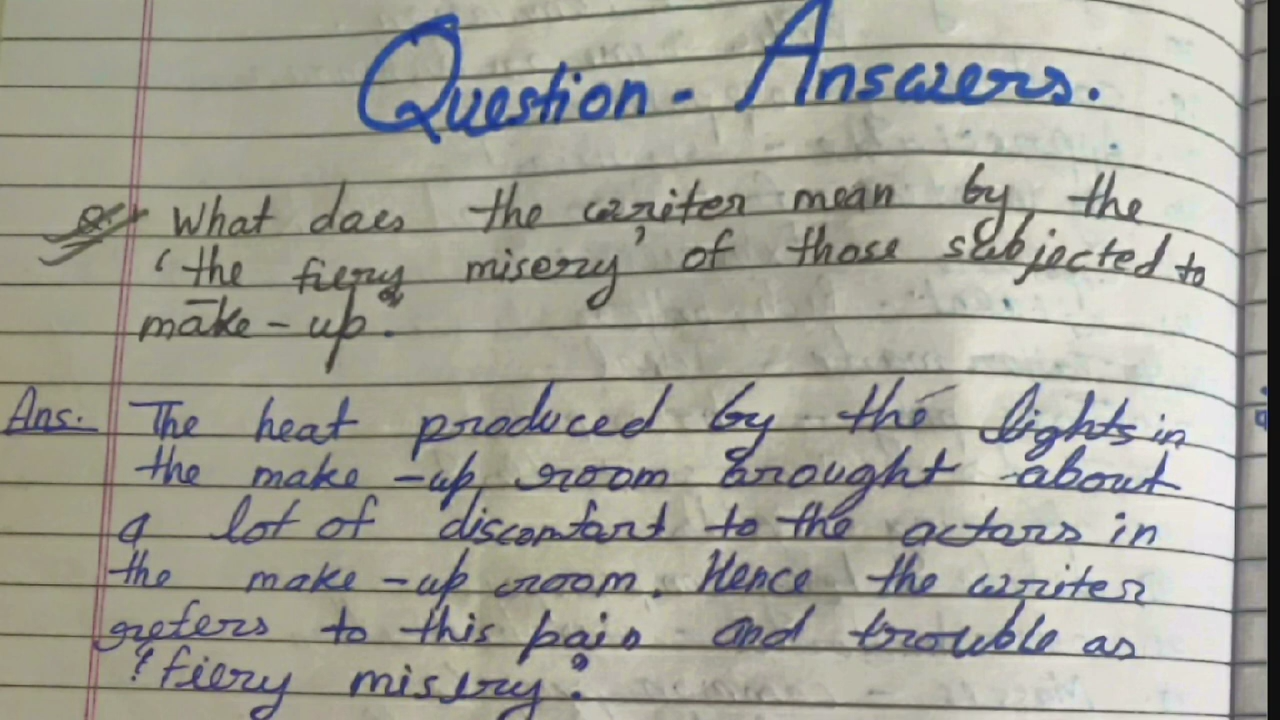 Question - Answers.
Q. What does the writer mean by the
'the fiery misery' of those subjected to
make-up.
Ans. The heat produced by the lights in
the make-up room brought about
a lot of discomfort to the actors in
the make-up room. Hence the writer
refers to this pain and trouble as
'fiery misery'.